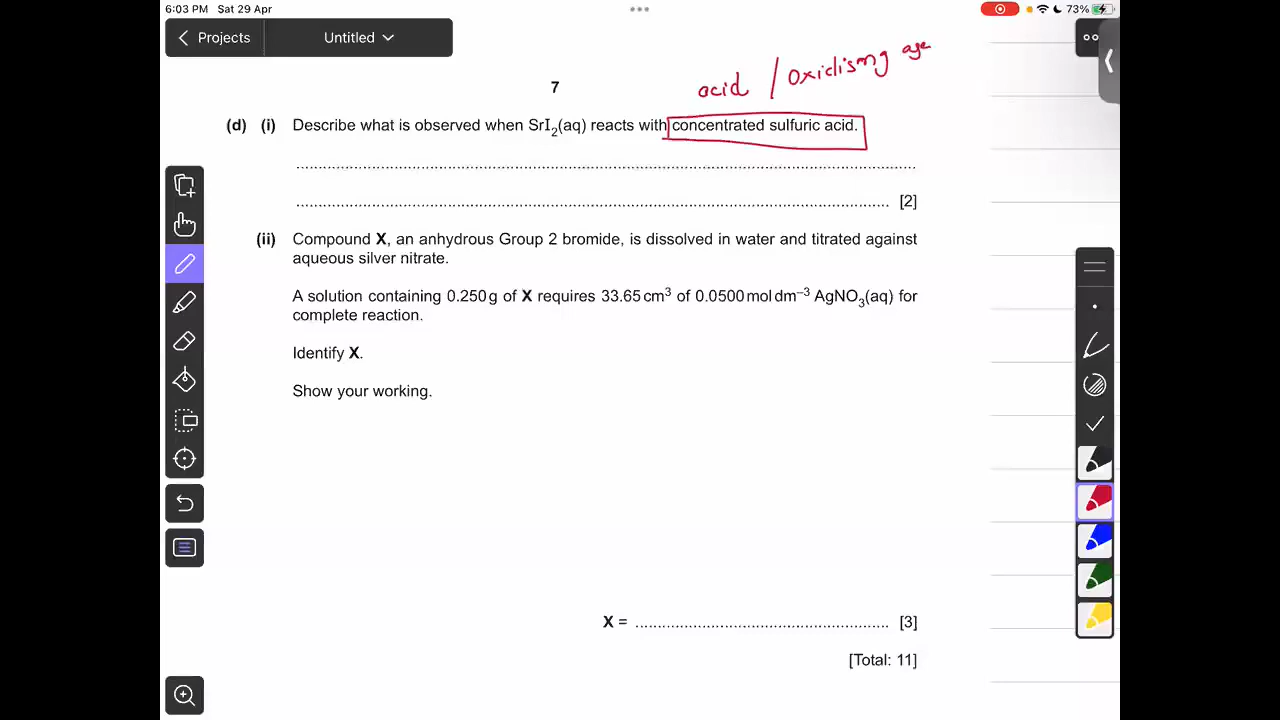 6:03 PM Sat 29 Apr
73%
Projects
Untitled
acid / oxidising age
7
(d) (i) Describe what is observed when SrI₂(aq) reacts with concentrated sulfuric acid.
................................................................................................................................
........................................................................................................................ [2]
(ii) Compound X, an anhydrous Group 2 bromide, is dissolved in water and titrated against
aqueous silver nitrate.
A solution containing 0.250 g of X requires 33.65 cm³ of 0.0500 mol dm⁻³ AgNO₃(aq) for
complete reaction.
Identify X.
Show your working.
X = ........................................................ [3]
[Total: 11]